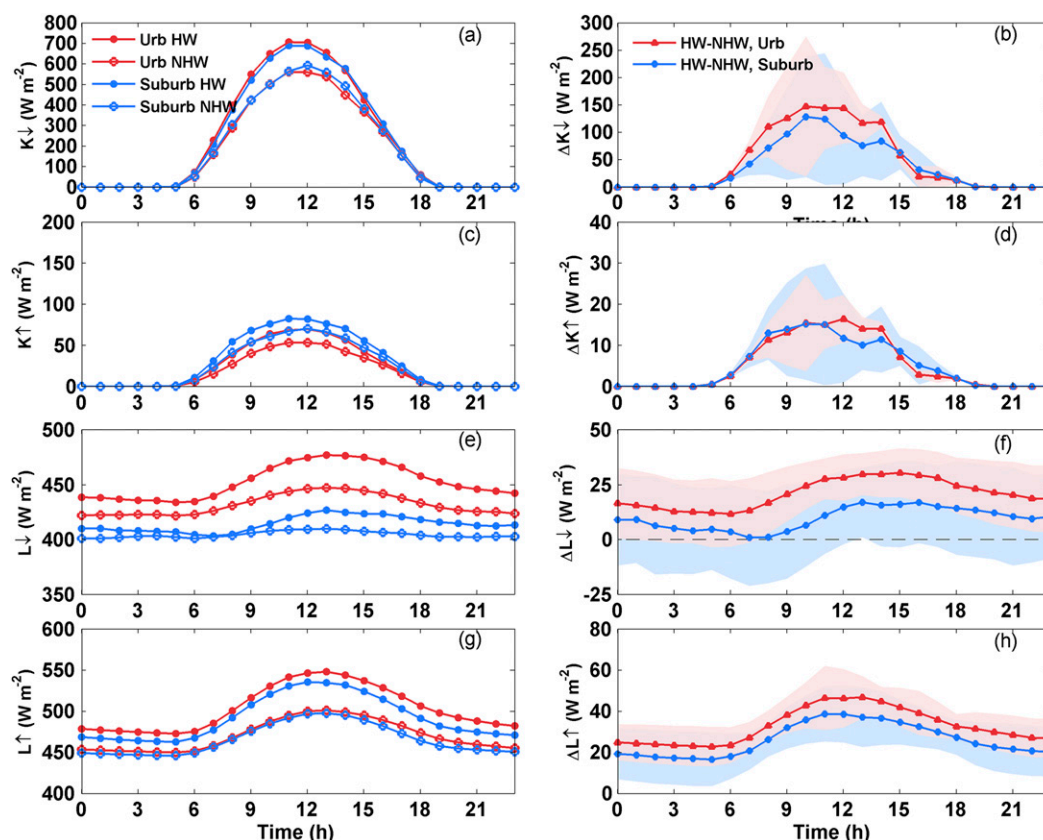 800
700
600
500
400
300
200
100
0
K↓ (W m-2)
Urb HW
Urb NHW
Suburb HW
Suburb NHW
(a)
0 3 6 9 12 15 18 21
300
250
200
150
100
50
0
ΔK↓ (W m-2)
HW-NHW, Urb
HW-NHW, Suburb
(b)
0 3 6 9 12 15 18 21
Time (h)
200
150
100
50
0
K↑ (W m-2)
(c)
0 3 6 9 12 15 18 21
40
30
20
10
0
ΔK↑ (W m-2)
(d)
0 3 6 9 12 15 18 21
500
450
400
350
L↓ (W m-2)
(e)
0 3 6 9 12 15 18 21
50
25
0
-25
ΔL↓ (W m-2)
(f)
0 3 6 9 12 15 18 21
600
550
500
450
400
L↑ (W m-2)
(g)
0 3 6 9 12 15 18 21
Time (h)
80
60
40
20
0
ΔL↑ (W m-2)
(h)
0 3 6 9 12 15 18 21
Time (h)